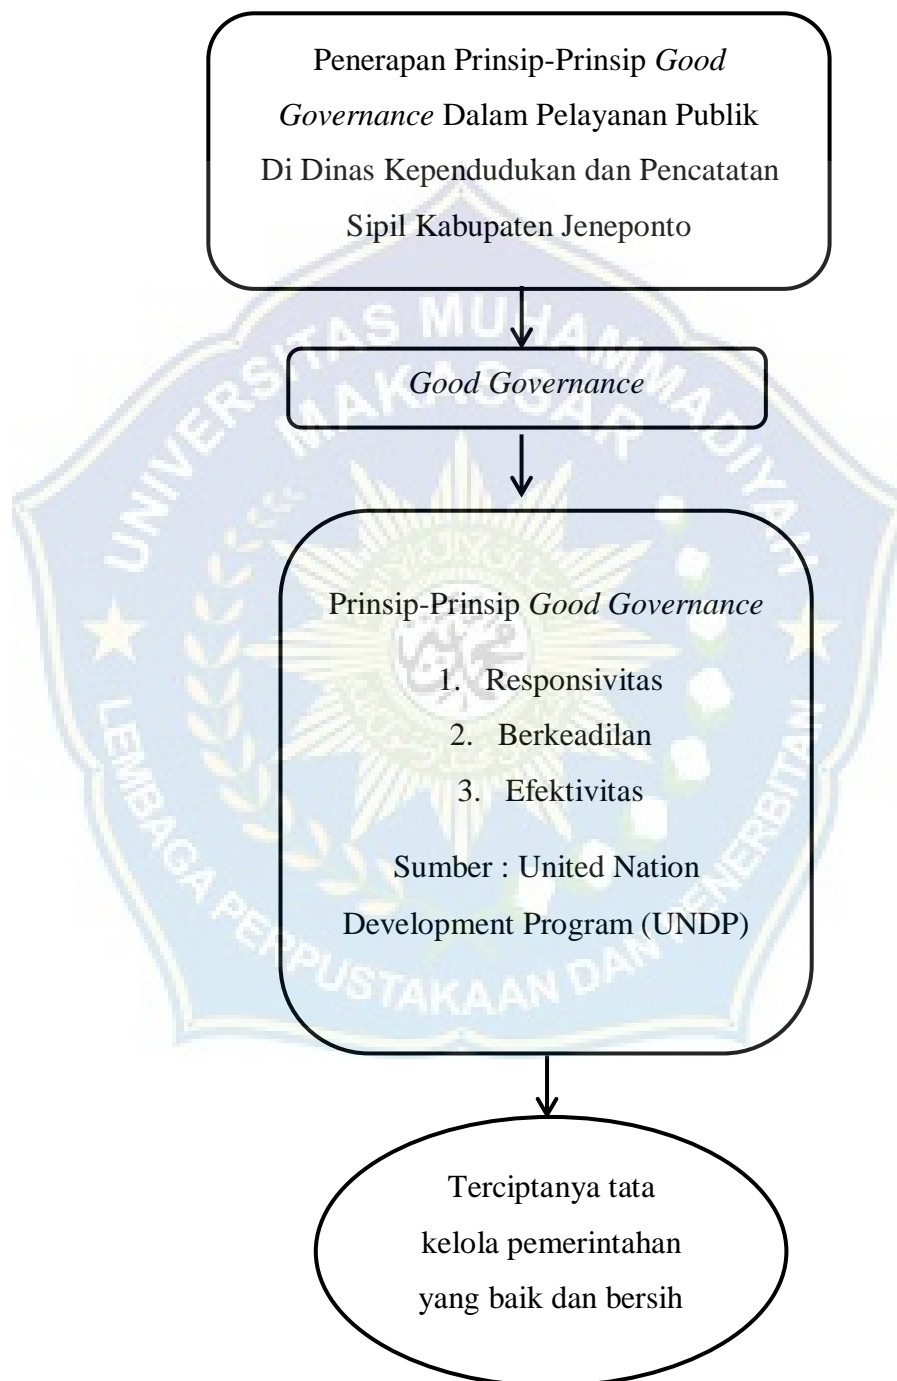 Penerapan Prinsip-Prinsip Good
Governance Dalam Pelayanan Publik
Di Dinas Kependudukan dan Pencatatan
Sipil Kabupaten Jeneponto
UNIVERSITAS MUHAMMADIYAH
MAKASSAR
Good Governance
Prinsip-Prinsip Good Governance
1. Responsivitas
2. Berkeadilan
3. Efektivitas
Sumber : United Nation
Development Program (UNDP)
LEMBAGA PERPUSTAKAAN DAN PENERBITAN
Terciptanya tata
kelola pemerintahan
yang baik dan bersih